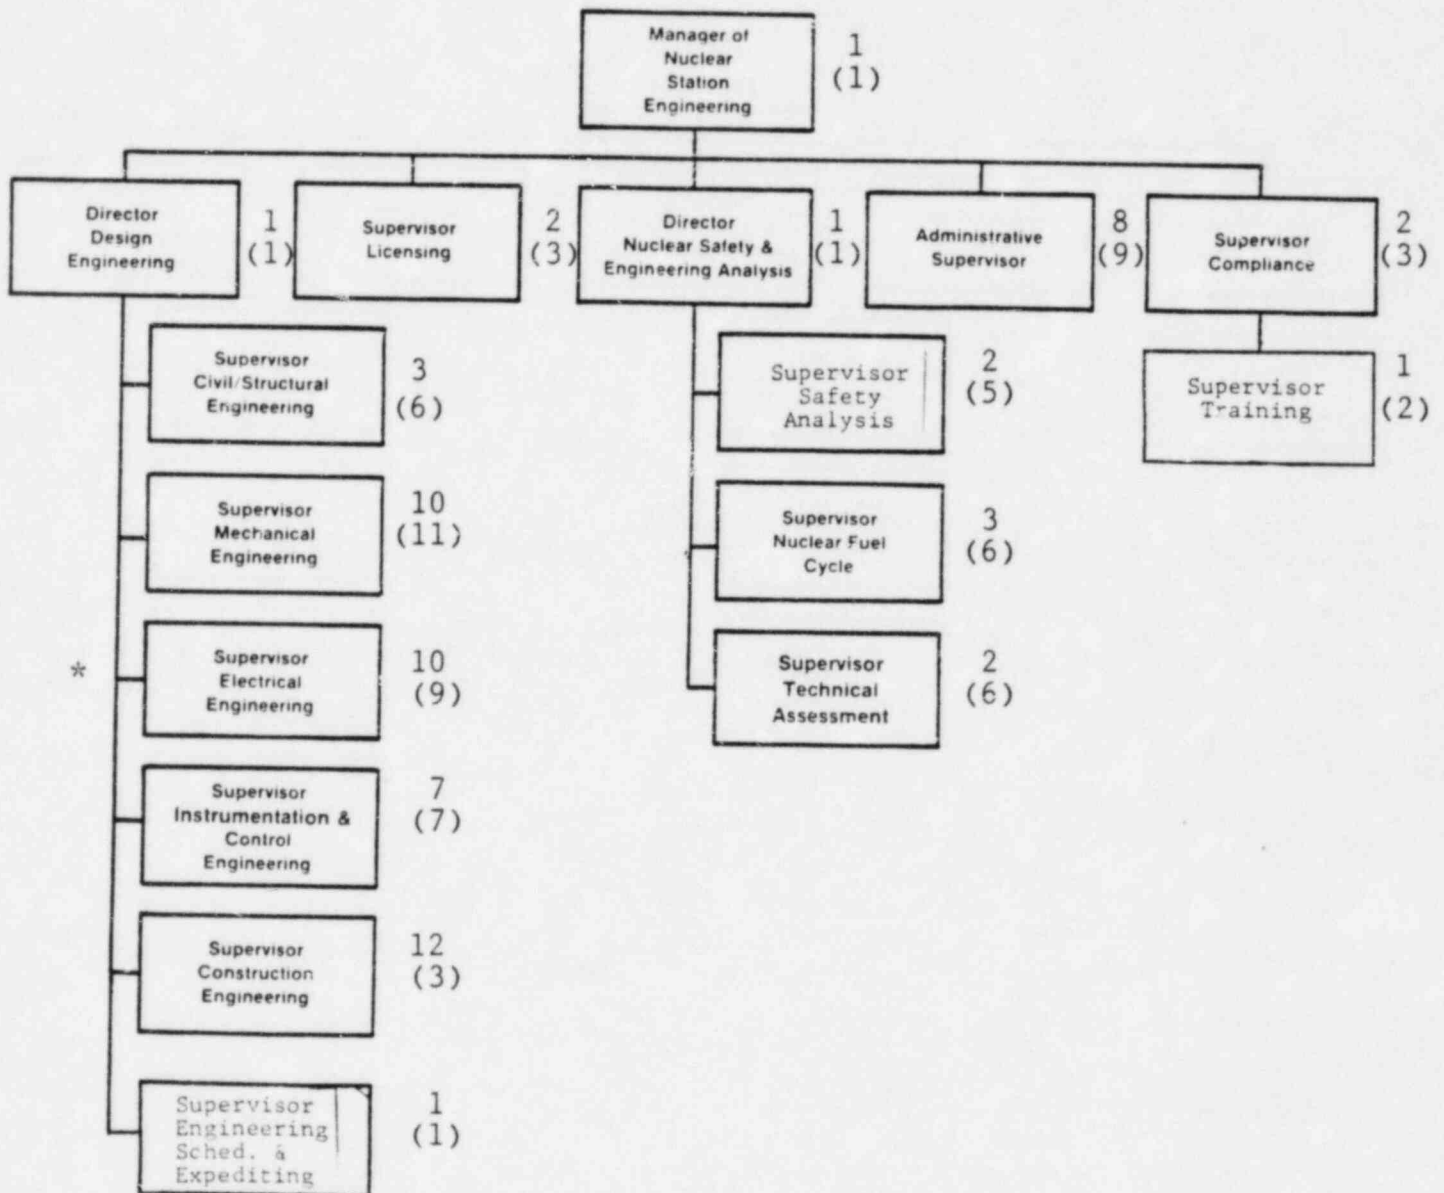 Manager of
Nuclear
Station
Engineering
1
(1)
Director
Design
Engineering
1
(1)
Supervisor
Licensing
2
(3)
Director
Nuclear Safety &
Engineering Analysis
1
(1)
Administrative
Supervisor
8
(9)
Supervisor
Compliance
2
(3)
Supervisor
Civil/Structural
Engineering
3
(6)
Supervisor
Mechanical
Engineering
10
(11)
*
Supervisor
Electrical
Engineering
10
(9)
Supervisor
Instrumentation &
Control
Engineering
7
(7)
Supervisor
Construction
Engineering
12
(3)
Supervisor
Engineering
Sched. &
Expediting
1
(1)
Supervisor
Safety
Analysis
2
(5)
Supervisor
Nuclear Fuel
Cycle
3
(6)
Supervisor
Technical
Assessment
2
(6)
Supervisor
Training
1
(2)